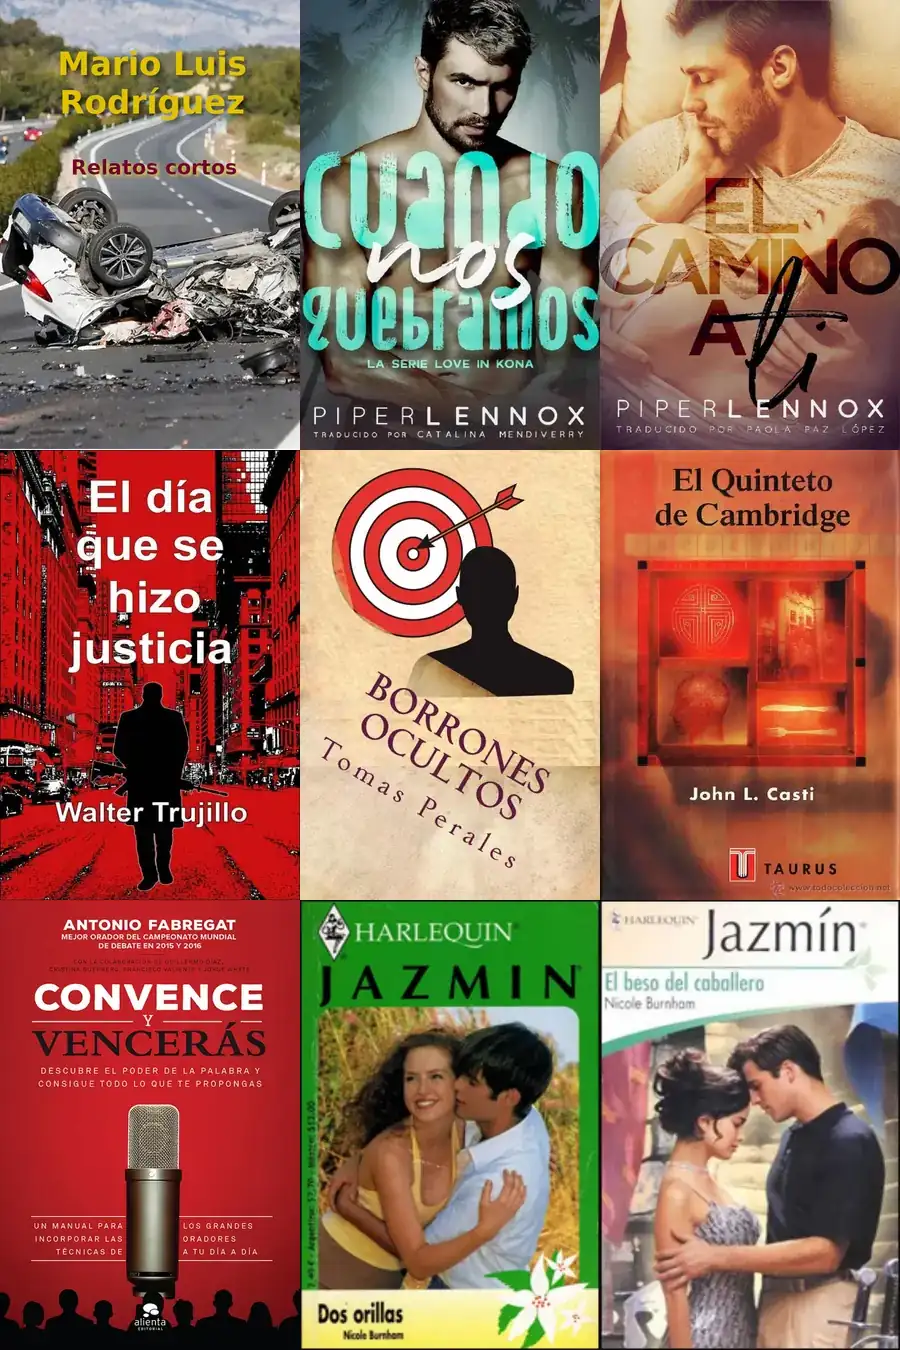 Mario Luis
Rodríguez
Relatos cortos
CUANDO
nos
quebramos
LA SERIE LOVE IN KONA
PIPER LENNOX
TRADUCIDO POR CATALINA MENDIVERRY
EL
CAMINO
A ti
PIPER LENNOX
TRADUCIDO POR PAOLA PAZ LÓPEZ
El día
que se
hizo
justicia
Walter Trujillo
BORRONES
OCULTOS
Tomas Perales
El Quinteto
de Cambridge
John L. Casti
TAURUS
www.todocoleccion.net
ANTONIO FABREGAT
MEJOR ORADOR DEL CAMPEONATO MUNDIAL
DE DEBATE EN 2015 Y 2016
CONVENCE
Y
VENCERÁS
DESCUBRE EL PODER DE LA PALABRA Y
CONSIGUE TODO LO QUE TE PROPONGAS
UN MANUAL PARA
INCORPORAR LAS
TÉCNICAS DE
LOS GRANDES
ORADORES
A TU DÍA A DÍA
alienta
EDITORIAL
HARLEQUIN
JAZMIN
Dos orillas
Nicole Burnham
HARLEQUIN
Jazmín
El beso del caballero
Nicole Burnham